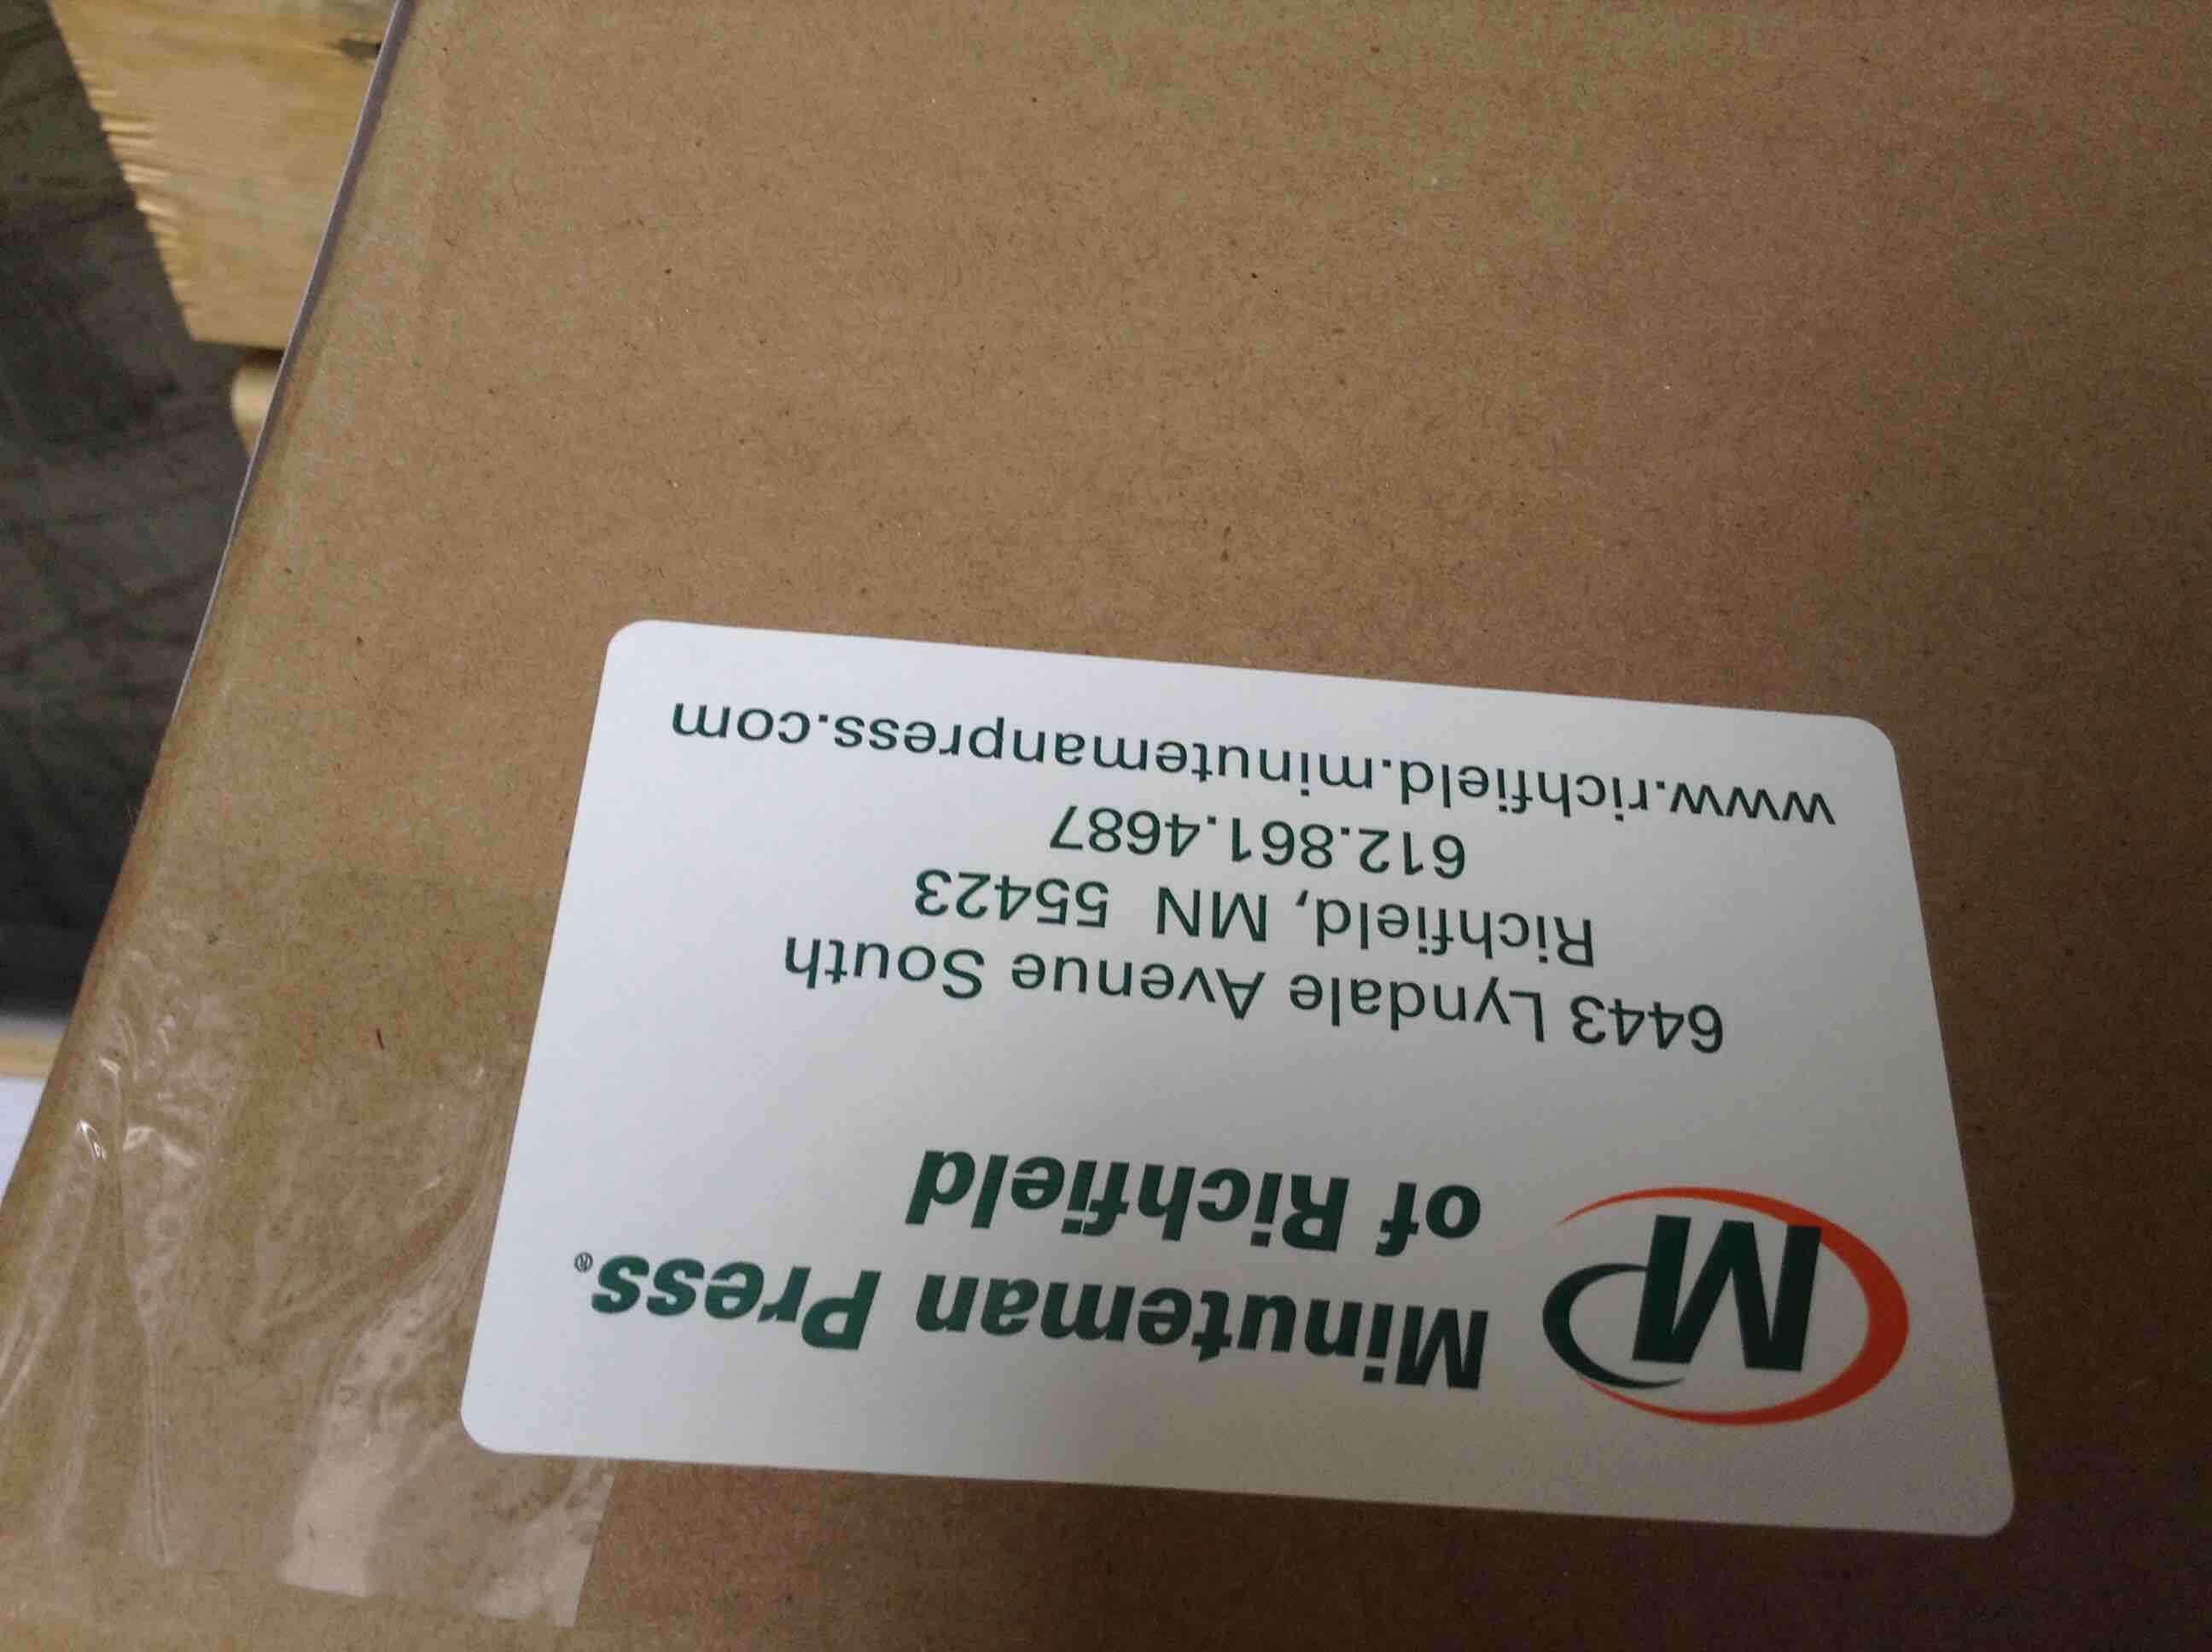 M
Minuteman Press®
of Richfield
6443 Lyndale Avenue South
Richfield, MN 55423
612.861.4687
www.richfield.minutemanpress.com